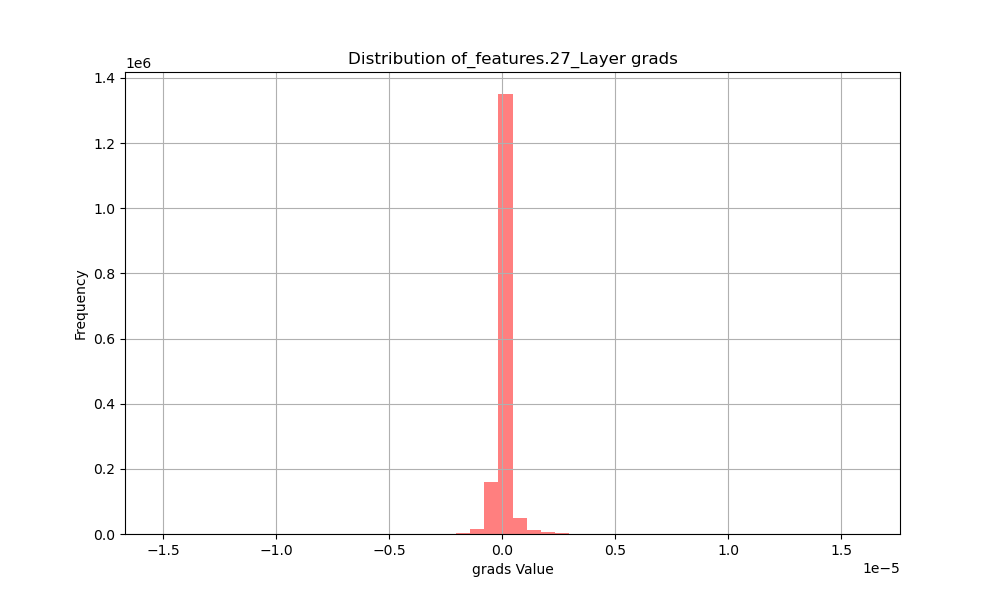 Distribution of_features.27_Layer grads
1e6
1.4
1.2
1.0
0.8
0.6
0.4
0.2
0.0
Frequency
−1.5 −1.0 −0.5 0.0 0.5 1.0 1.5
1e−5
grads Value